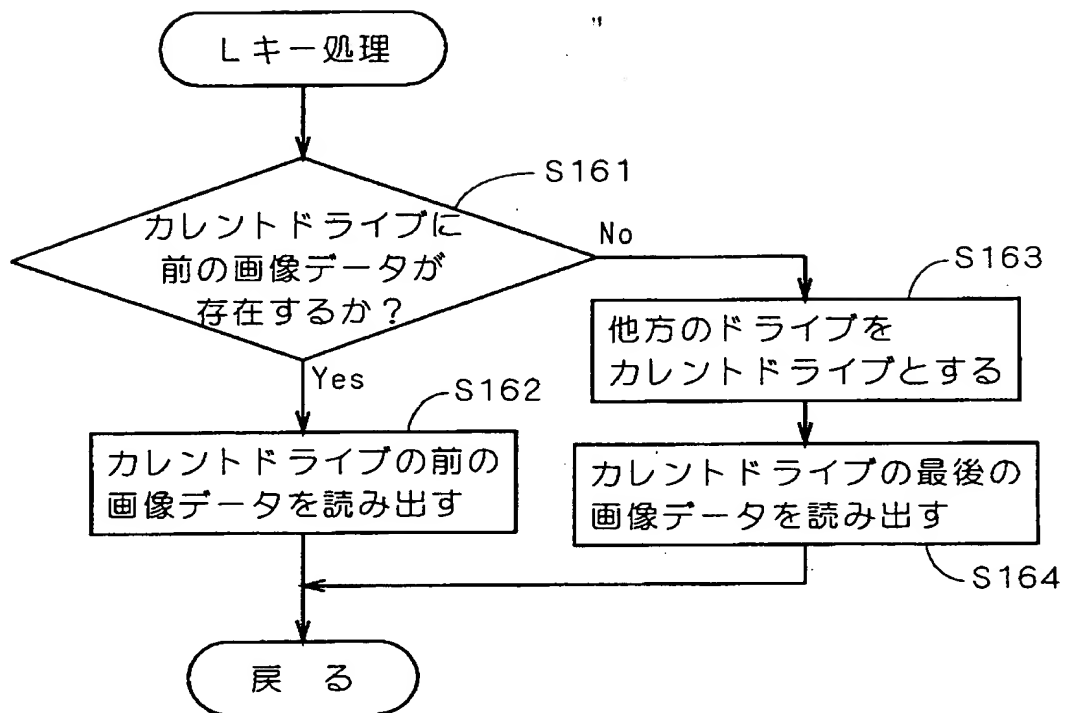 Lキー処理
S161
カレントドライブに
前の画像データが
存在するか？
No
S163
他方のドライブを
カレントドライブとする
Yes
S162
カレントドライブの前の
画像データを読み出す
カレントドライブの最後の
画像データを読み出す
S164
戻る